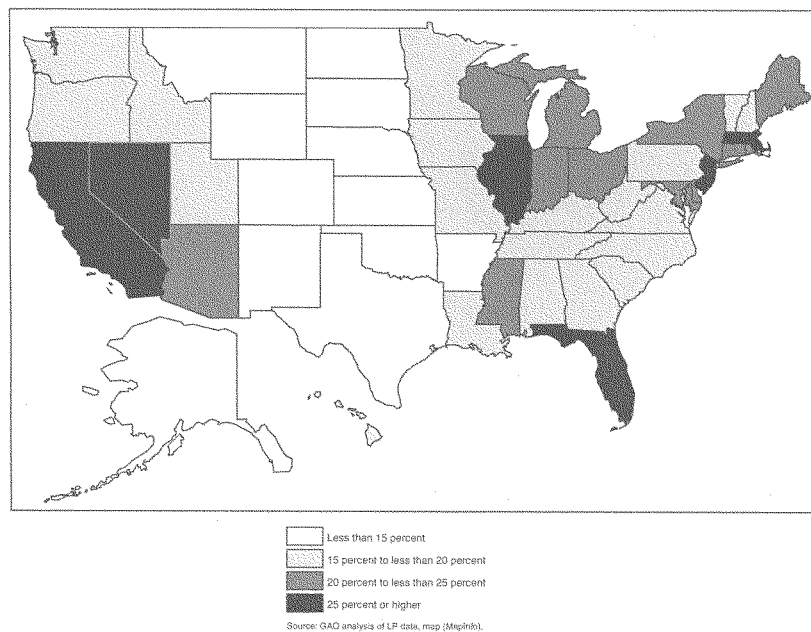 Less than 15 percent
15 percent to less than 20 percent
20 percent to less than 25 percent
25 percent or higher
Source: GAO analysis of LP data, map (MapInfo).